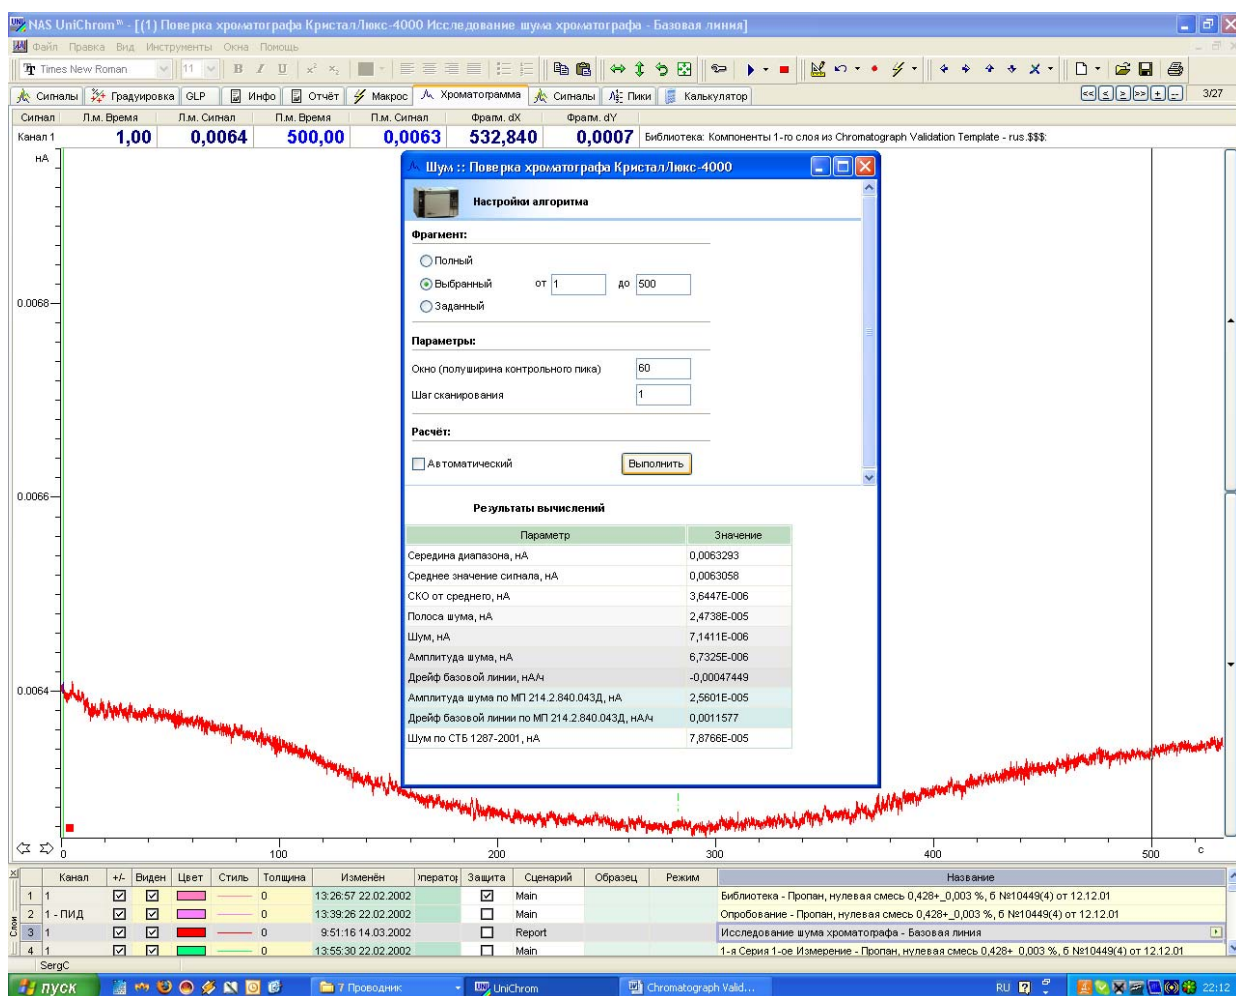 NAS UniChrom™ - [(1) Поверка хроматографа КристалЛюкс-4000 Исследование шума хроматографа - Базовая линия]
Файл Правка Вид Инструменты Окна Помощь
Times New Roman 11 B I U x² x₂
Сигналы Градуировка GLP Инфо Отчёт Макрос Хроматограмма Сигналы Пики Калькулятор << < > >> + -- 3/27
Сигнал Л.м. Время Л.м. Сигнал П.м. Время П.м. Сигнал Фрагм. dX Фрагм. dY
Канал 1 1,00 0,0064 500,00 0,0063 532,840 0,0007 Библиотека: Компоненты 1-го слоя из Chromatograph Validation Template - rus.$$$:
нА
Шум :: Поверка хроматографа КристалЛюкс-4000
Настройки алгоритма
Фрагмент:
Полный
Выбранный от 1 до 500
Заданный
0.0068
Параметры:
Окно (полуширина контрольного пика) 60
Шаг сканирования 1
Расчёт:
Автоматический Выполнить
0.0066
Результаты вычислений
Параметр Значение
Середина диапазона, нА 0,0063293
Среднее значение сигнала, нА 0,0063058
СКО от среднего, нА 3,6447E-006
Полоса шума, нА 2,4738E-005
Шум, нА 7,1411E-006
Амплитуда шума, нА 6,7325E-006
Дрейф базовой линии, нА/ч -0,00047449
0.0064
Амплитуда шума по МП 214.2.840.043Д, нА 2,5601E-005
Дрейф базовой линии по МП 214.2.840.043Д, нА/ч 0,0011577
Шум по СТБ 1287-2001, нА 7,8766E-005
0 100 200 300 400 500 с
Слои
Канал +/- Виден Цвет Стиль Толщина Изменён ператор Защита Сценарий Образец Режим Название
1 1 0 13:26:57 22.02.2002 Main Библиотека - Пропан, нулевая смесь 0,428+_0,003 %, б №10449(4) от 12.12.01
2 1 - ПИД 0 13:39:26 22.02.2002 Main Опробование - Пропан, нулевая смесь 0,428+_0,003 %, б №10449(4) от 12.12.01
3 1 0 9:51:16 14.03.2002 Report Исследование шума хроматографа - Базовая линия
4 1 0 13:55:30 22.02.2002 Main 1-я Серия 1-ое Измерение - Пропан, нулевая смесь 0,428+_0,003 %, б №10449(4) от 12.12.01
SergC
пуск 7 Проводник UniChrom Chromatograph Valid... RU 22:12